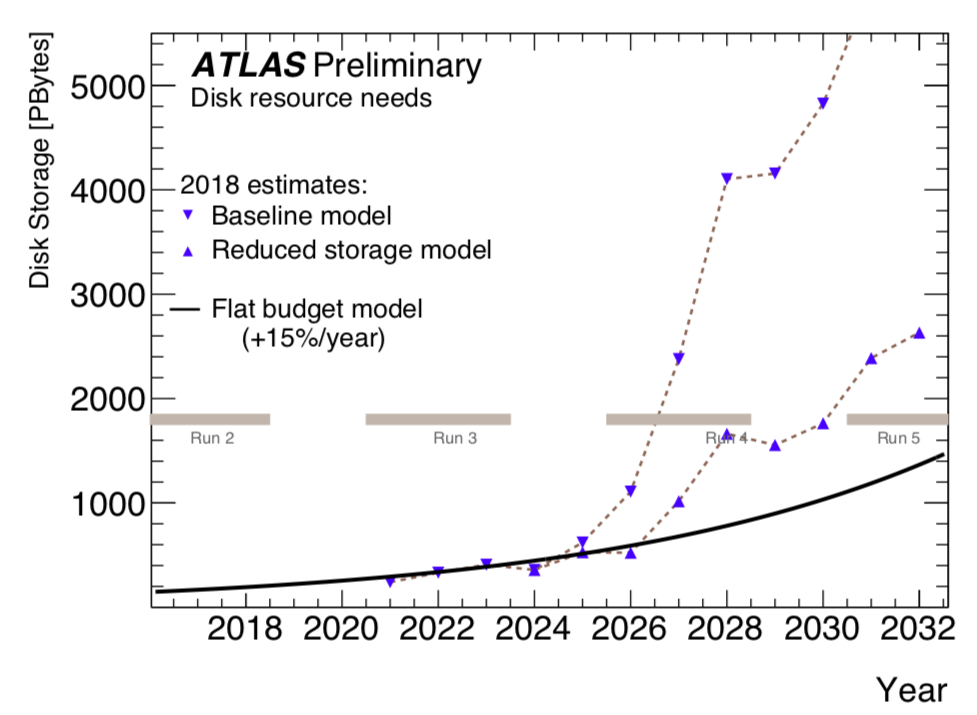 ATLAS Preliminary
Disk resource needs
2018 estimates:
Baseline model
Reduced storage model
Flat budget model
(+15%/year)
Disk Storage [PBytes]
5000
4000
3000
2000
1000
Run 2
Run 3
Run 4
Run 5
2018 2020 2022 2024 2026 2028 2030 2032
Year